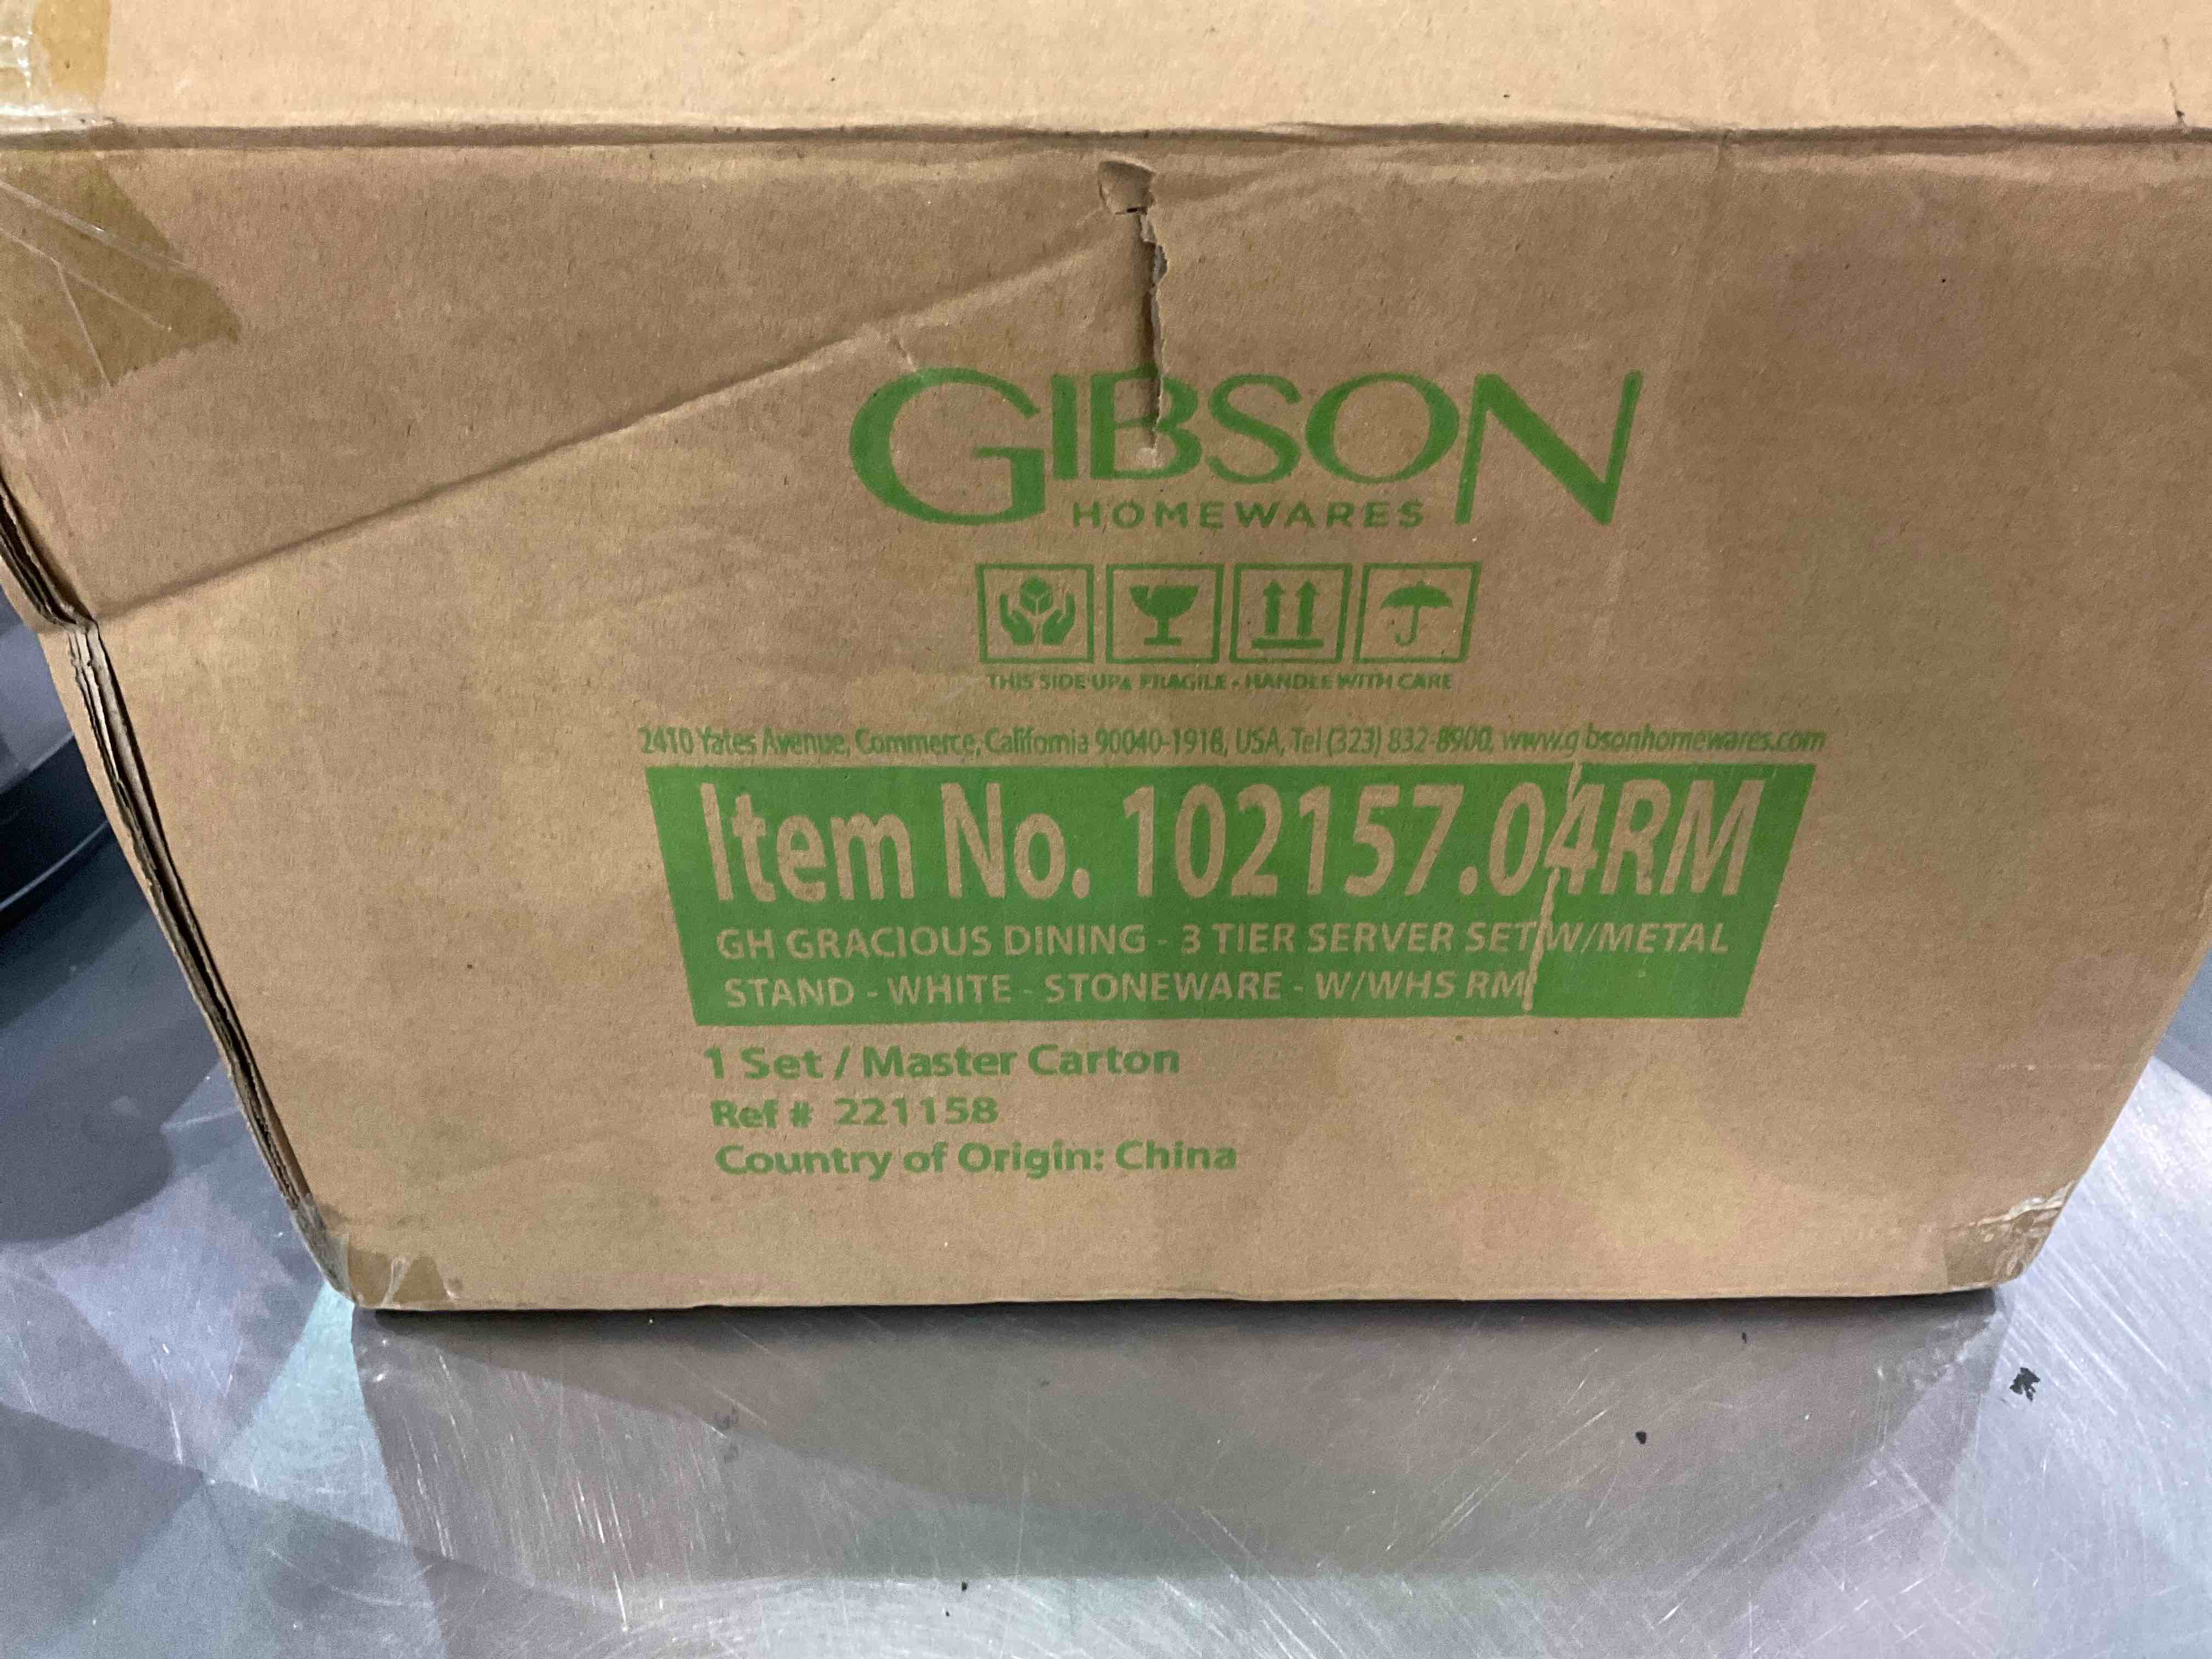 GIBSON
HOMEWARES
THIS SIDE UP & FRAGILE - HANDLE WITH CARE
2410 Yates Avenue, Commerce, California 90040-1918, USA, Tel (323) 832-8900, www.gibsonhomewares.com
Item No. 102157.04RM
GH GRACIOUS DINING - 3 TIER SERVER SET W/METAL
STAND - WHITE - STONEWARE - W/WHS RM
1 Set / Master Carton
Ref # 221158
Country of Origin: China